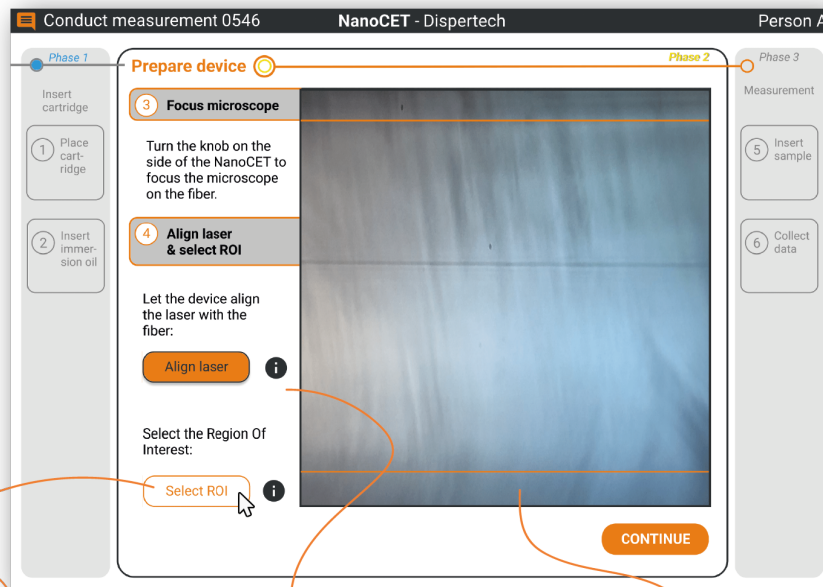 Conduct measurement 0546
NanoCET - Dispertech
Person A
Phase 1
Insert
cartridge
1
Place
cart-
ridge
2
Insert
immer-
sion oil
Prepare device
Phase 2
3 Focus microscope
Turn the knob on the
side of the NanoCET to
focus the microscope
on the fiber.
4 Align laser
& select ROI
Let the device align
the laser with the
fiber:
Align laser
i
Select the Region Of
Interest:
Select ROI
i
CONTINUE
Phase 3
Measurement
5
Insert
sample
6
Collect
data